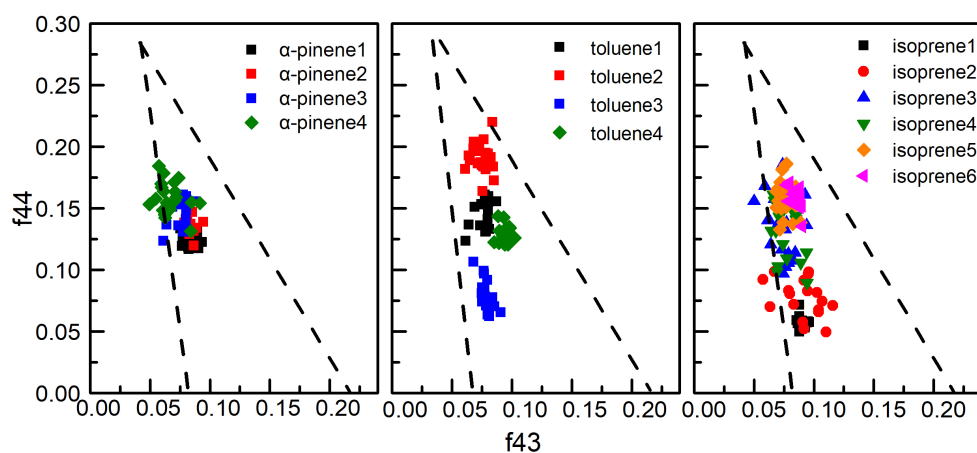 0.30
0.25
0.20
0.15
0.10
0.05
0.00
f44
α-pinene1
α-pinene2
α-pinene3
α-pinene4
0.00 0.05 0.10 0.15 0.20
toluene1
toluene2
toluene3
toluene4
0.00 0.05 0.10 0.15 0.20
isoprene1
isoprene2
isoprene3
isoprene4
isoprene5
isoprene6
0.00 0.05 0.10 0.15 0.20
f43